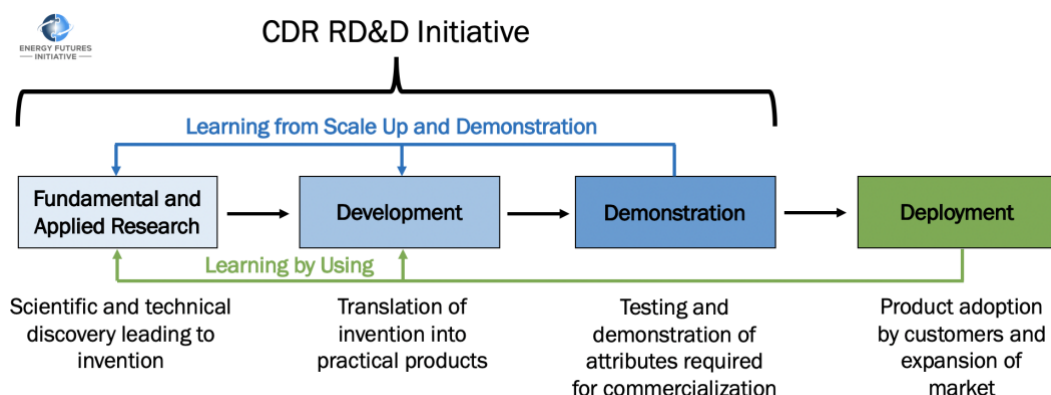 ENERGY FUTURES
INITIATIVE
CDR RD&D Initiative
Learning from Scale Up and Demonstration
Fundamental and
Applied Research
Development
Demonstration
Deployment
Learning by Using
Scientific and technical
discovery leading to
invention
Translation of
invention into
practical products
Testing and
demonstration of
attributes required
for commercialization
Product adoption
by customers and
expansion of
market